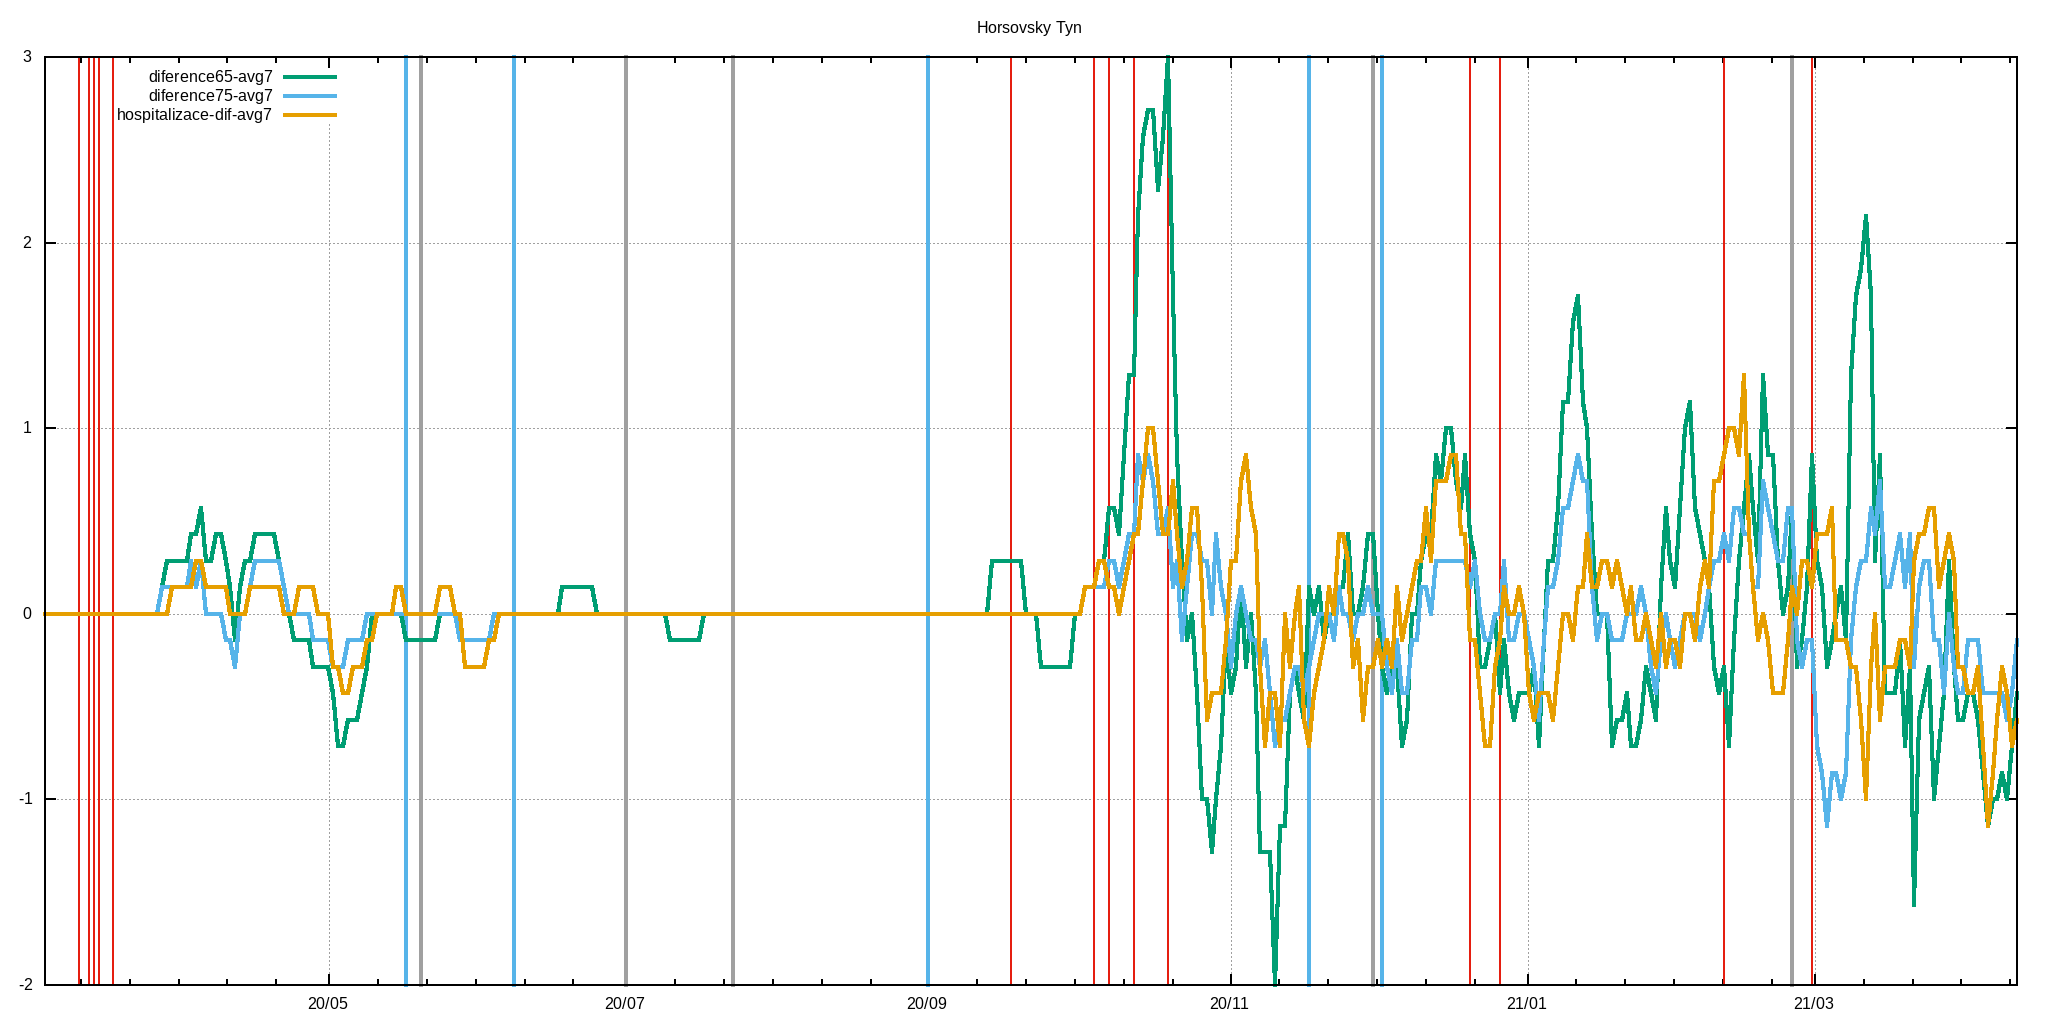 Horsovsky Tyn
3
diference65-avg7
diference75-avg7
hospitalizace-dif-avg7
2
1
0
-1
-2
20/05 20/07 20/09 20/11 21/01 21/03